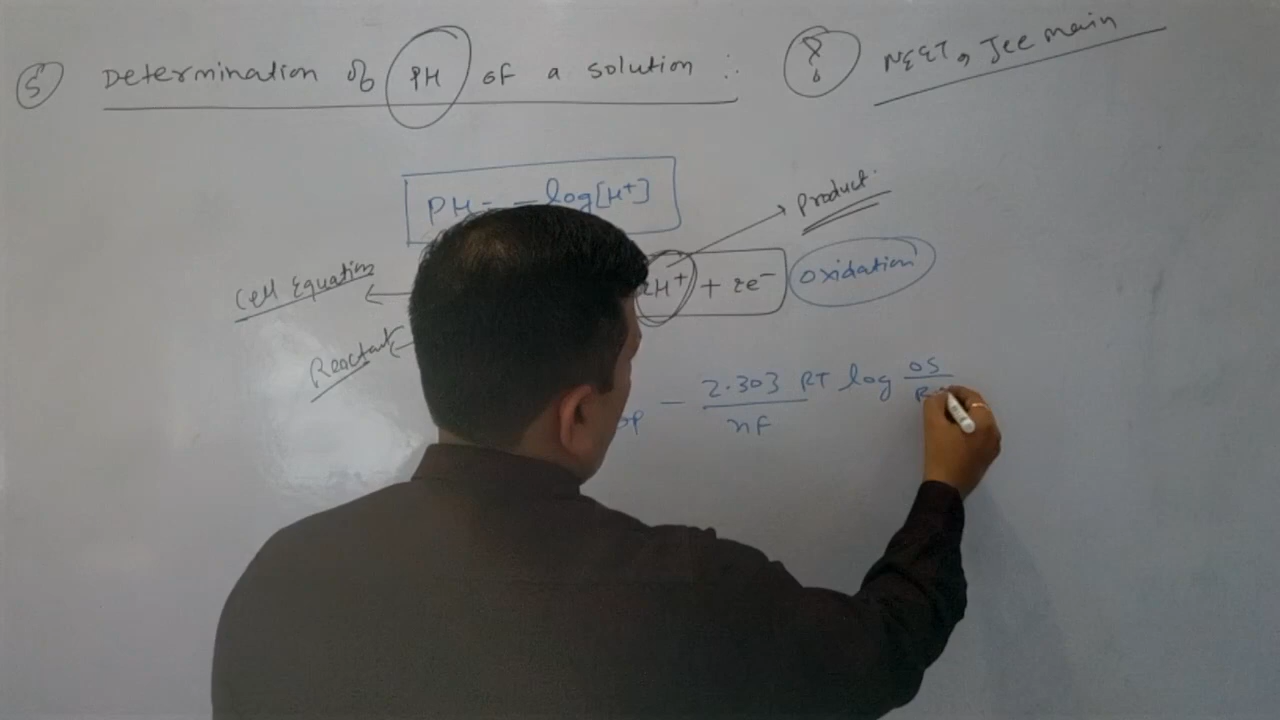 5 Determination of PH of a solution :. ? NEET, Jee main
PH = - log[H+]
Product.
Cell Equation
2H+ + 2e- oxidation
Reactant
op - 2.303 RT / nF log OS /